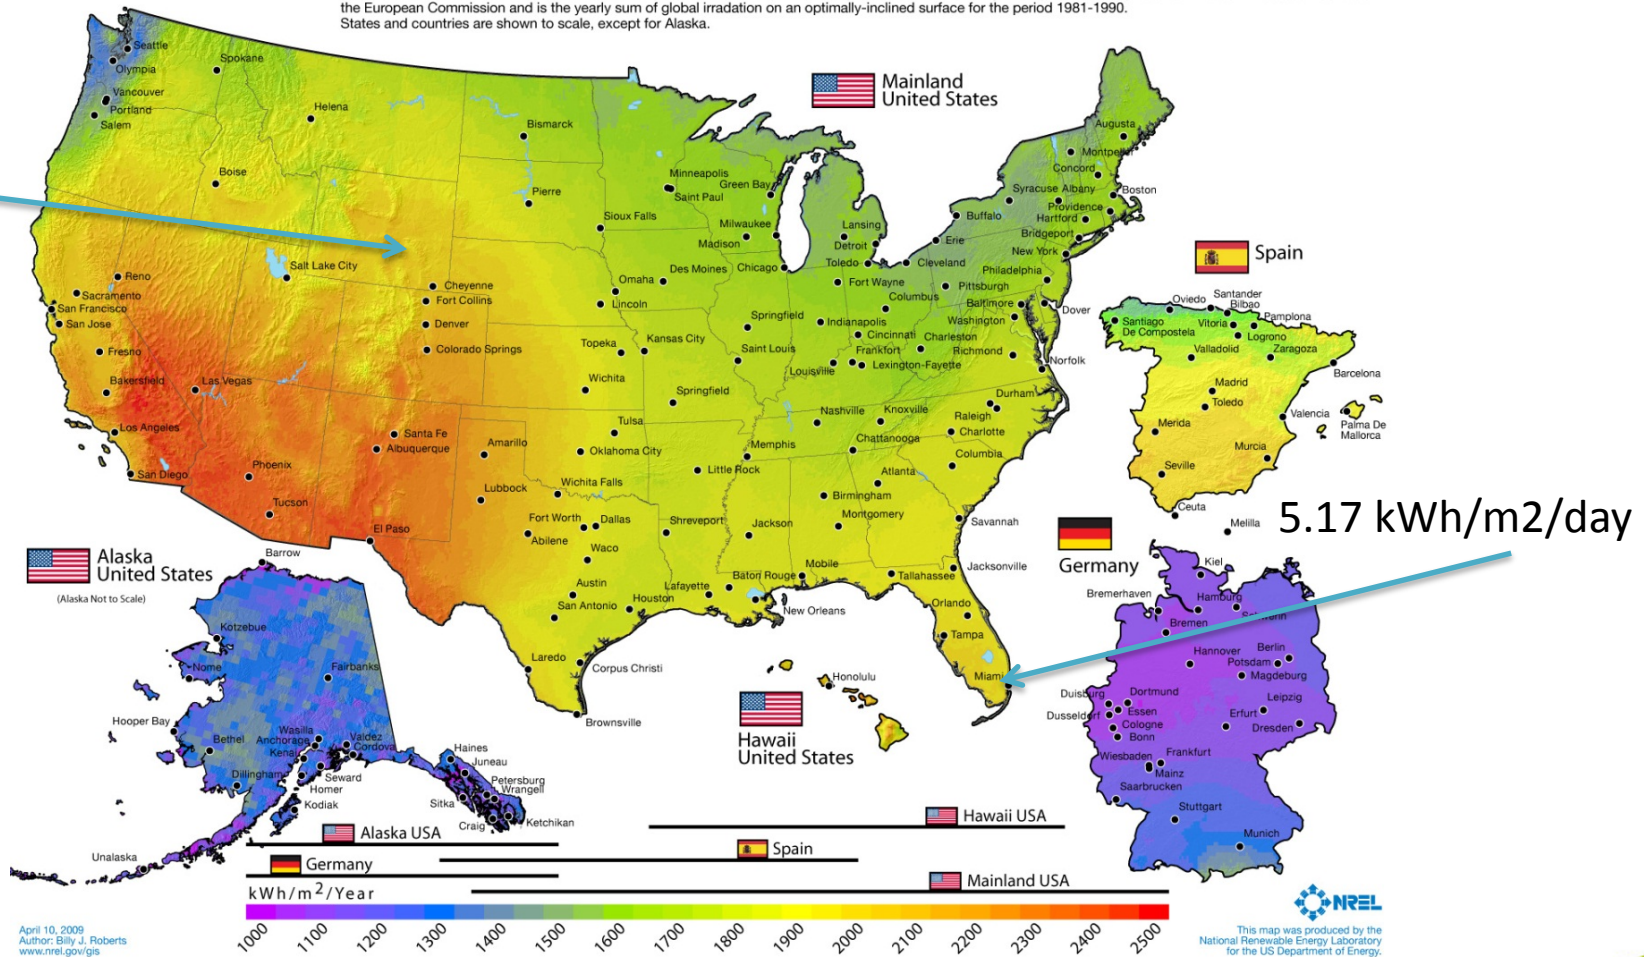 the European Commission and is the yearly sum of global irradation on an optimally-inclined surface for the period 1981-1990.
States and countries are shown to scale, except for Alaska.
Mainland
United States
Seattle
Olympia
Spokane
Vancouver
Portland
Salem
Helena
Bismarck
Boise
Pierre
Minneapolis
Saint Paul
Green Bay
Sioux Falls
Milwaukee
Madison
Lansing
Detroit
Augusta
Montpelier
Concord
Syracuse
Albany
Boston
Providence
Hartford
Buffalo
Bridgeport
Erie
New York
Reno
Salt Lake City
Sacramento
San Francisco
San Jose
Cheyenne
Fort Collins
Denver
Colorado Springs
Omaha
Lincoln
Des Moines
Chicago
Toledo
Cleveland
Fort Wayne
Columbus
Philadelphia
Pittsburgh
Baltimore
Washington
Dover
Springfield
Indianapolis
Cincinnati
Charleston
Frankfort
Richmond
Norfolk
Topeka
Kansas City
Saint Louis
Louisville
Lexington-Fayette
Fresno
Bakersfield
Las Vegas
Wichita
Springfield
Durham
Raleigh
Nashville
Knoxville
Los Angeles
Santa Fe
Albuquerque
Amarillo
Tulsa
Oklahoma City
Memphis
Chattanooga
Charlotte
Columbia
San Diego
Phoenix
Tucson
Lubbock
Wichita Falls
Little Rock
Atlanta
Birmingham
Montgomery
El Paso
Fort Worth
Dallas
Abilene
Shreveport
Jackson
Savannah
Waco
Mobile
Jacksonville
Austin
Lafayette
Baton Rouge
Tallahassee
San Antonio
Houston
New Orleans
Orlando
Tampa
Laredo
Corpus Christi
Miami
Brownsville
Spain
Oviedo
Santander
Bilbao
Pamplona
Santiago
De Compostela
Vitoria
Logrono
Valladolid
Zaragoza
Barcelona
Madrid
Toledo
Valencia
Palma De
Mallorca
Merida
Murcia
Seville
Ceuta
Melilla
5.17 kWh/m2/day
Germany
Kiel
Bremerhaven
Hamburg
Bremen
Hannover
Berlin
Potsdam
Magdeburg
Duisburg
Dortmund
Essen
Dusseldorf
Leipzig
Erfurt
Cologne
Bonn
Dresden
Wiesbaden
Frankfurt
Mainz
Saarbrucken
Stuttgart
Munich
Alaska
United States
(Alaska Not to Scale)
Barrow
Kotzebue
Nome
Fairbanks
Hooper Bay
Bethel
Wasilla
Anchorage
Kenai
Valdez
Cordova
Dillingham
Seward
Homer
Kodiak
Unalaska
Haines
Juneau
Petersburg
Wrangell
Sitka
Craig
Ketchikan
Honolulu
Hawaii
United States
Hawaii USA
Alaska USA
Spain
Germany
Mainland USA
kWh/m2/Year
1000 1100 1200 1300 1400 1500 1600 1700 1800 1900 2000 2100 2200 2300 2400 2500
April 10, 2009
Author: Billy J. Roberts
www.nrel.gov/gis
NREL
This map was produced by the
National Renewable Energy Laboratory
for the US Department of Energy.